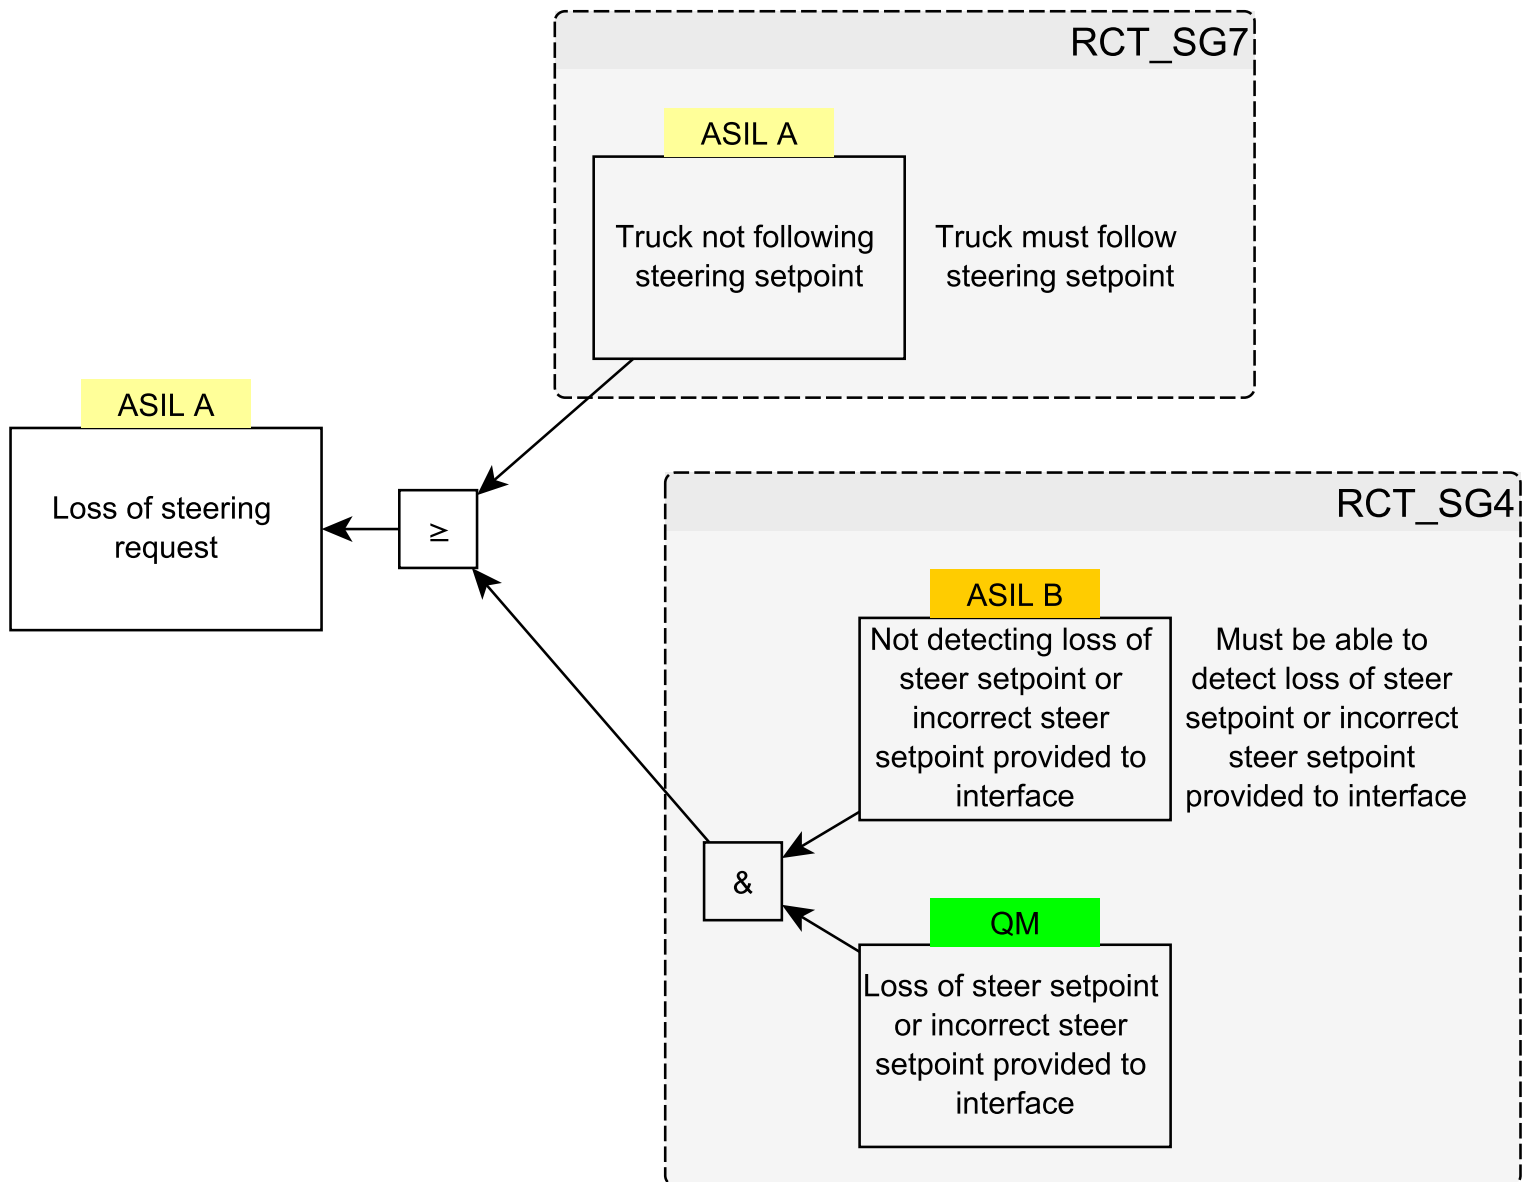 RCT_SG7
ASIL A
Truck not following
steering setpoint
Truck must follow
steering setpoint
ASIL A
Loss of steering
request
≥
RCT_SG4
ASIL B
Not detecting loss of
steer setpoint or
incorrect steer
setpoint provided to
interface
Must be able to
detect loss of steer
setpoint or incorrect
steer setpoint
provided to interface
&
QM
Loss of steer setpoint
or incorrect steer
setpoint provided to
interface